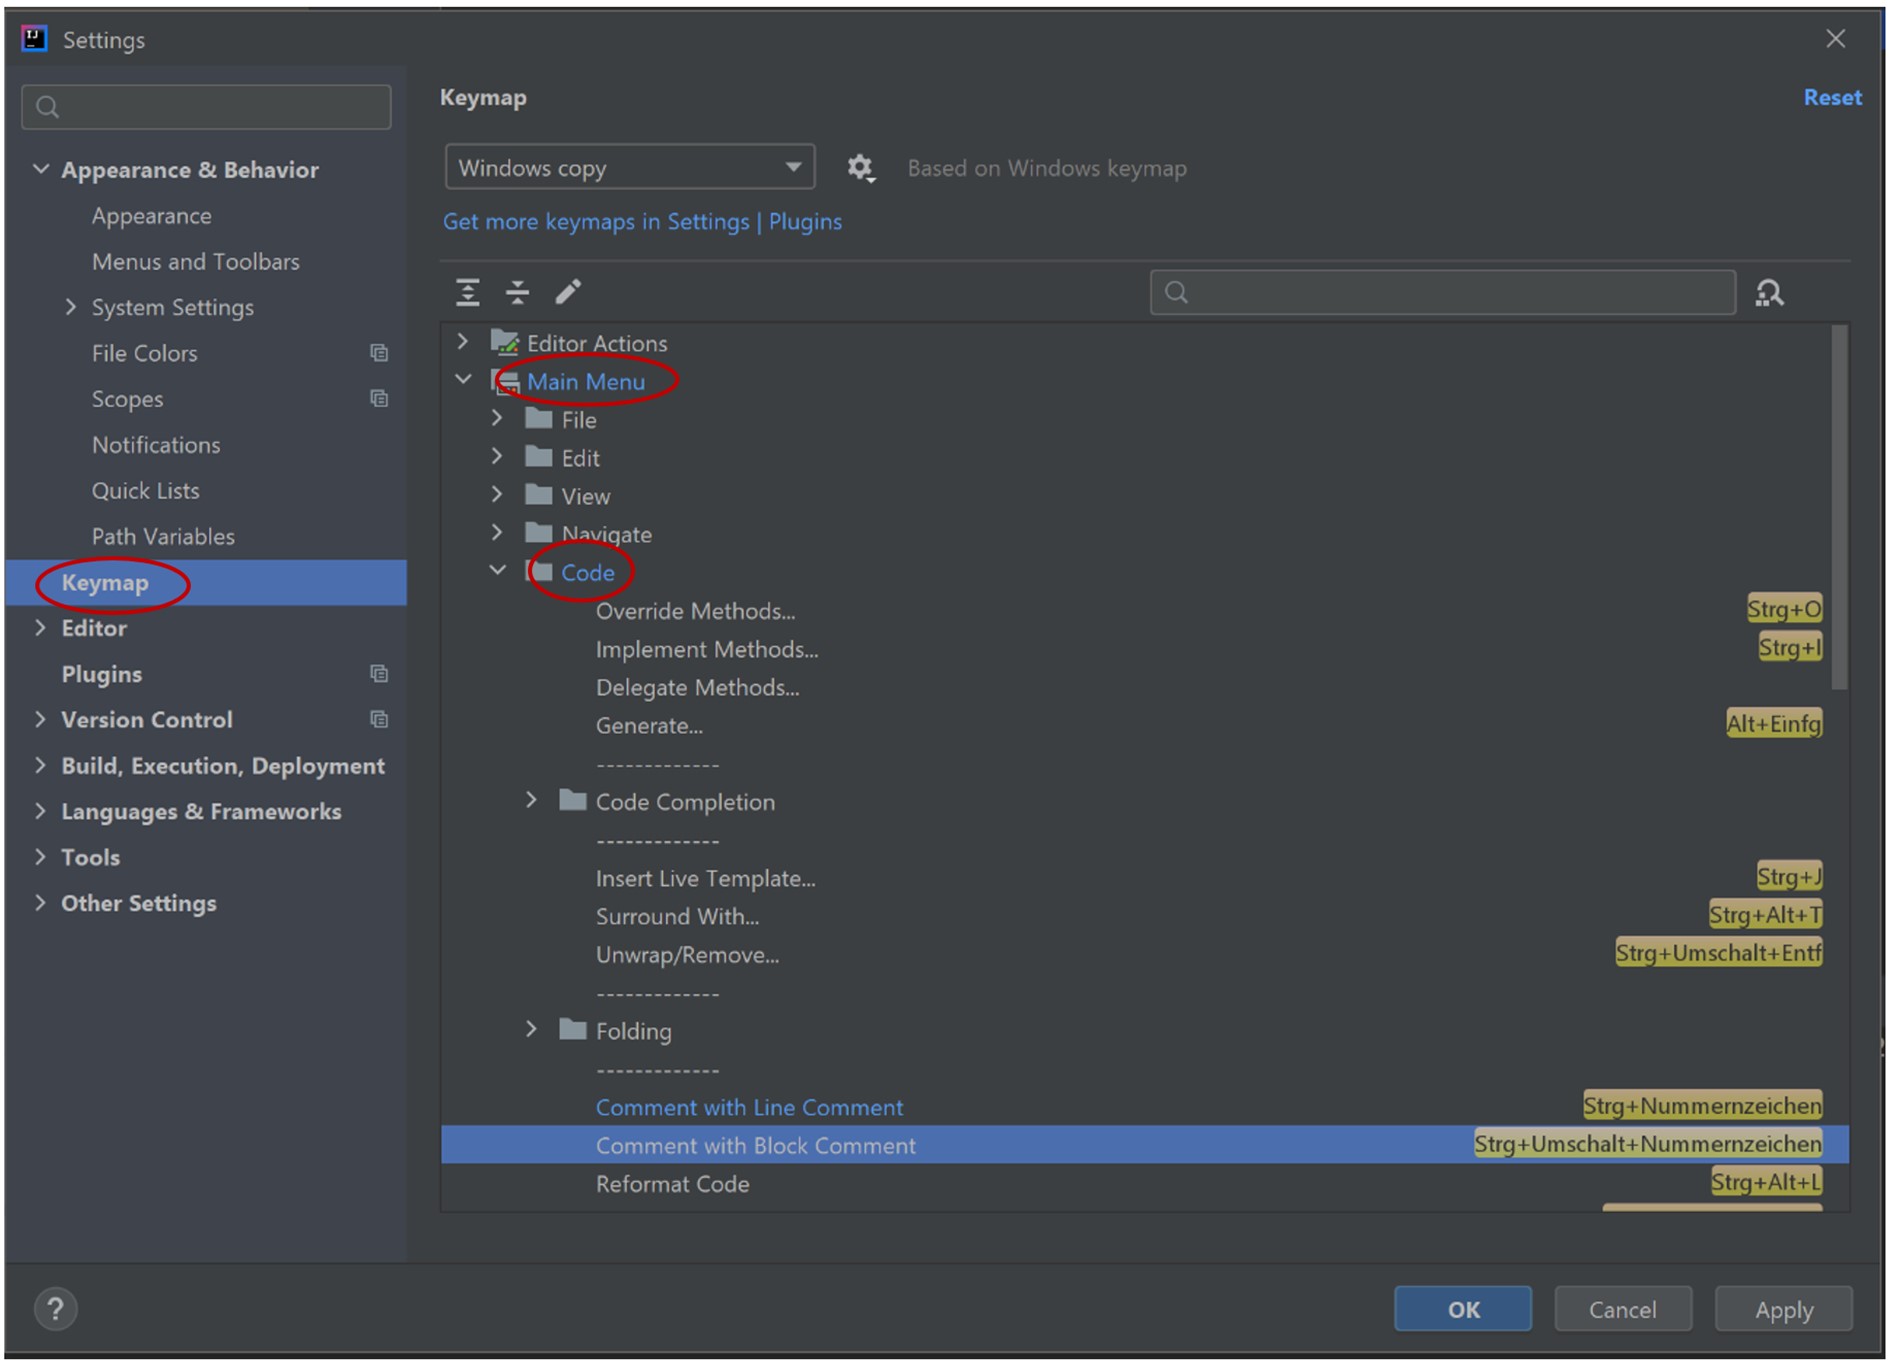 Settings
Appearance & Behavior
Appearance
Menus and Toolbars
System Settings
File Colors
Scopes
Notifications
Quick Lists
Path Variables
Keymap
Editor
Plugins
Version Control
Build, Execution, Deployment
Languages & Frameworks
Tools
Other Settings
Keymap
Reset
Windows copy
Based on Windows keymap
Get more keymaps in Settings | Plugins
Editor Actions
Main Menu
File
Edit
View
Navigate
Code
Override Methods... Strg+O
Implement Methods... Strg+I
Delegate Methods...
Generate... Alt+Einfg
-------------
Code Completion
-------------
Insert Live Template... Strg+J
Surround With... Strg+Alt+T
Unwrap/Remove... Strg+Umschalt+Entf
-------------
Folding
-------------
Comment with Line Comment Strg+Nummernzeichen
Comment with Block Comment Strg+Umschalt+Nummernzeichen
Reformat Code Strg+Alt+L
?
OK
Cancel
Apply